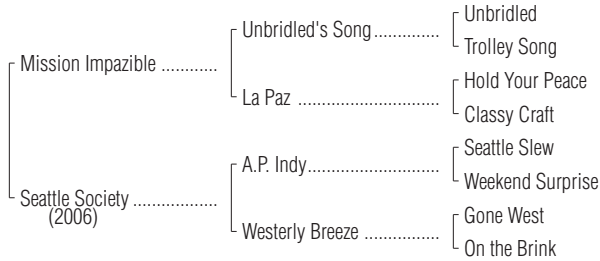 Unbridled
Unbridled's Song..............
Trolley Song
Mission Impazible ............
Hold Your Peace
La Paz ..............................
Classy Craft
Seattle Slew
A.P. Indy............................
Weekend Surprise
Seattle Society ..................
(2006)
Gone West
Westerly Breeze ................
On the Brink